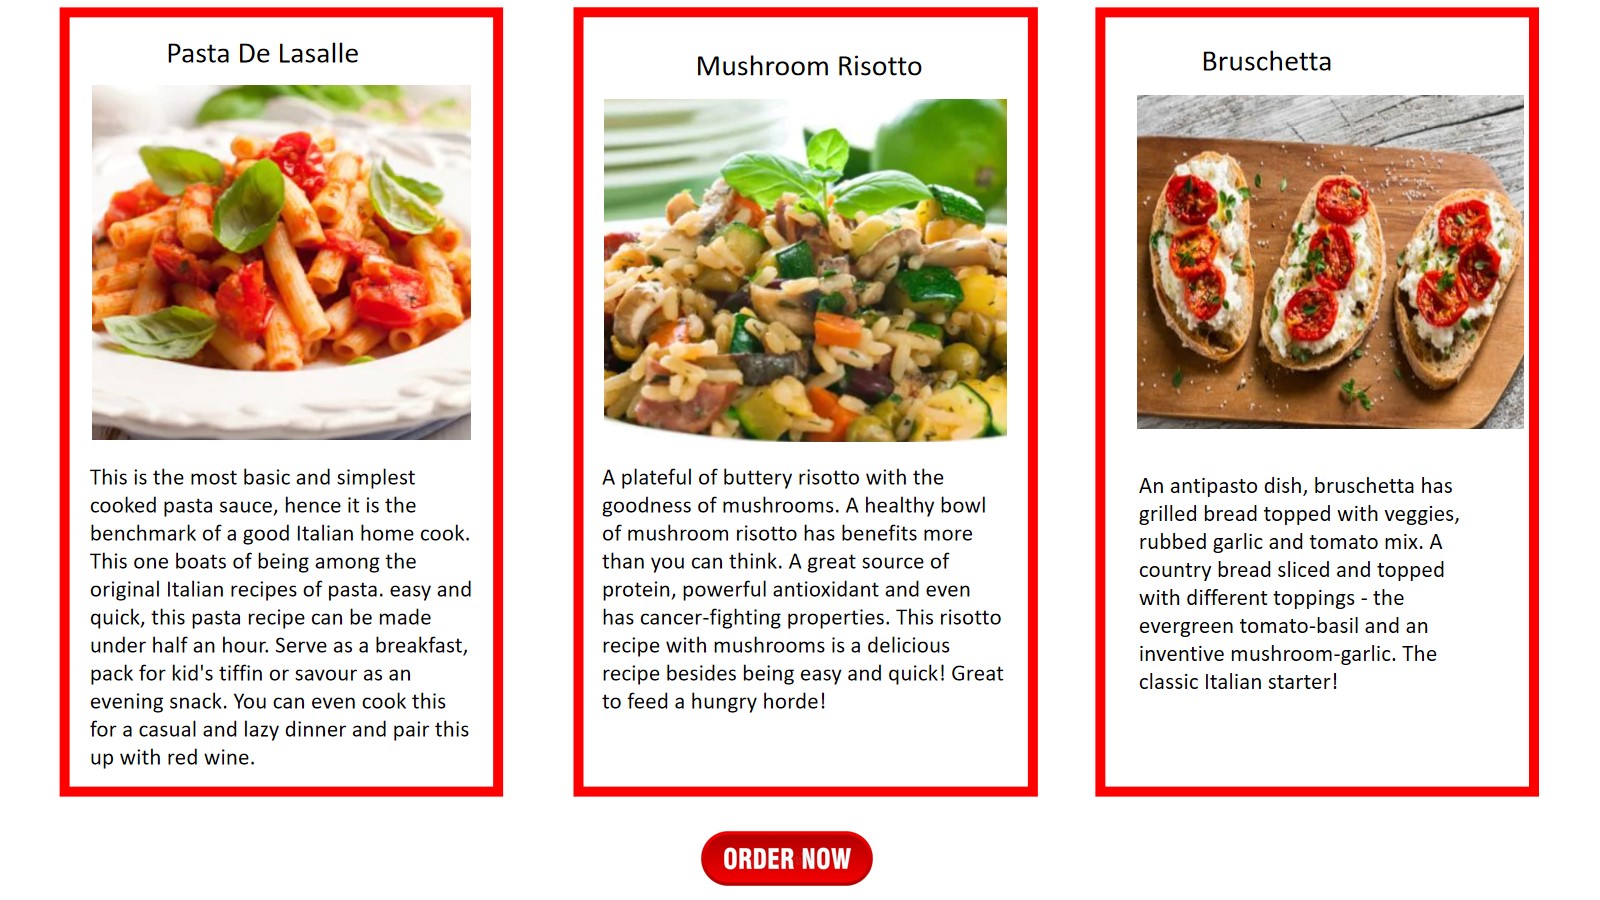 Pasta De Lasalle
This is the most basic and simplest
cooked pasta sauce, hence it is the
benchmark of a good Italian home cook.
This one boats of being among the
original Italian recipes of pasta. easy and
quick, this pasta recipe can be made
under half an hour. Serve as a breakfast,
pack for kid's tiffin or savour as an
evening snack. You can even cook this
for a casual and lazy dinner and pair this
up with red wine.
Mushroom Risotto
A plateful of buttery risotto with the
goodness of mushrooms. A healthy bowl
of mushroom risotto has benefits more
than you can think. A great source of
protein, powerful antioxidant and even
has cancer-fighting properties. This risotto
recipe with mushrooms is a delicious
recipe besides being easy and quick! Great
to feed a hungry horde!
Bruschetta
An antipasto dish, bruschetta has
grilled bread topped with veggies,
rubbed garlic and tomato mix. A
country bread sliced and topped
with different toppings - the
evergreen tomato-basil and an
inventive mushroom-garlic. The
classic Italian starter!
ORDER NOW